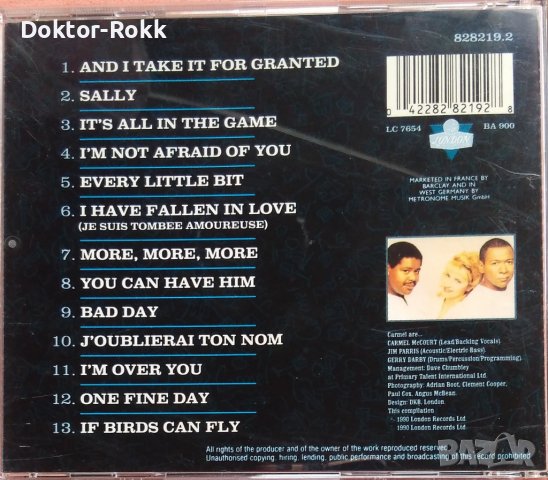 Doktor-Rokk
828219.2
1. AND I TAKE IT FOR GRANTED
2. SALLY
3. IT'S ALL IN THE GAME
4. I'M NOT AFRAID OF YOU
5. EVERY LITTLE BIT
6. I HAVE FALLEN IN LOVE
(JE SUIS TOMBEE AMOUREUSE)
7. MORE, MORE, MORE
8. YOU CAN HAVE HIM
9. BAD DAY
10. J'OUBLIERAI TON NOM
11. I'M OVER YOU
12. ONE FINE DAY
13. IF BIRDS CAN FLY
0 42282 82192 8
LC 7654 BA 900
LONDON
MARKETED IN FRANCE BY
BARCLAY AND IN
WEST GERMANY BY
METRONOME MUSIK GmbH
Carmel are...
CARMEL McCOURT (Lead/Backing Vocals).
JIM PARRIS (Acoustic/Electric Bass).
GERRY DARBY (Drums/Percussion/Programming).
Management: Dave Chumbley
at Primary Talent International Ltd.
Photography: Adrian Boot, Clement Cooper,
Paul Cox, Angus McBean.
Design: DKB, London.
This compilation
℗ 1990 London Records Ltd
© 1990 London Records Ltd
All rights of the producer and of the owner of the work reproduced reserved.
Unauthorised copying, hiring, lending, public performance and broadcasting of this record prohibited.
BAZAR